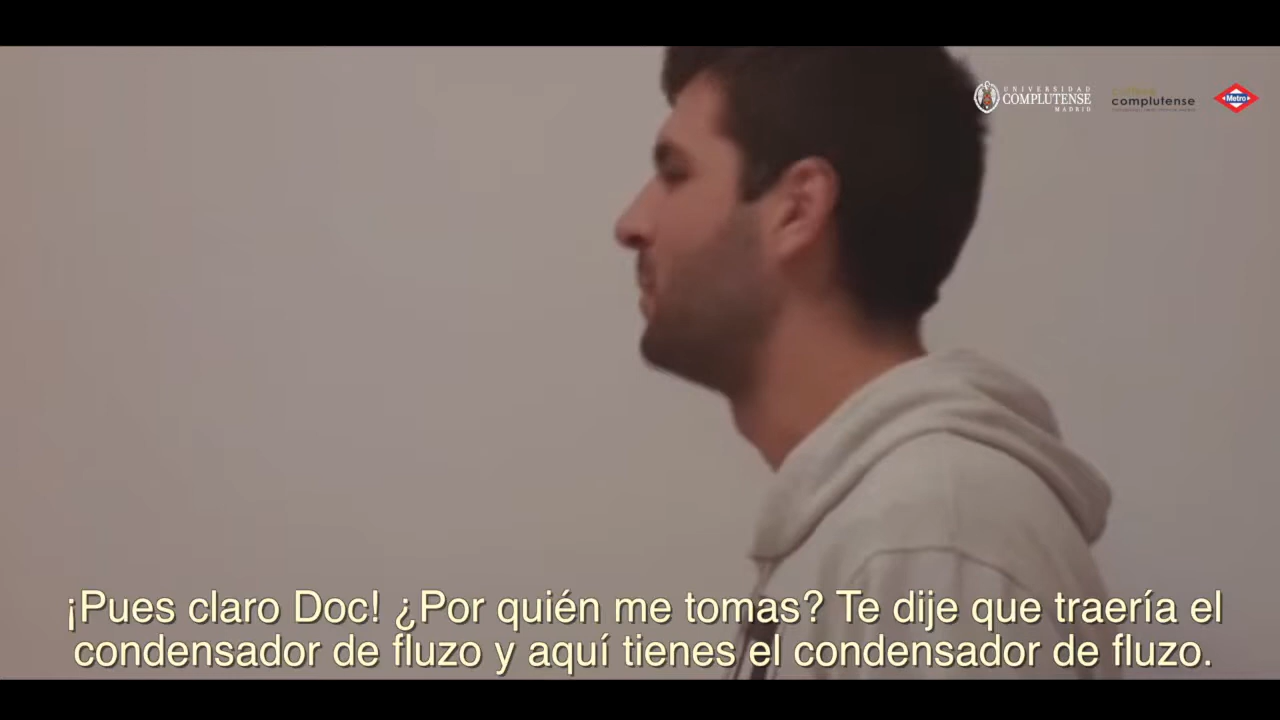 UNIVERSIDAD
COMPLUTENSE
MADRID
complutense
Metro
¡Pues claro Doc! ¿Por quién me tomas? Te dije que traería el
condensador de fluzo y aquí tienes el condensador de fluzo.